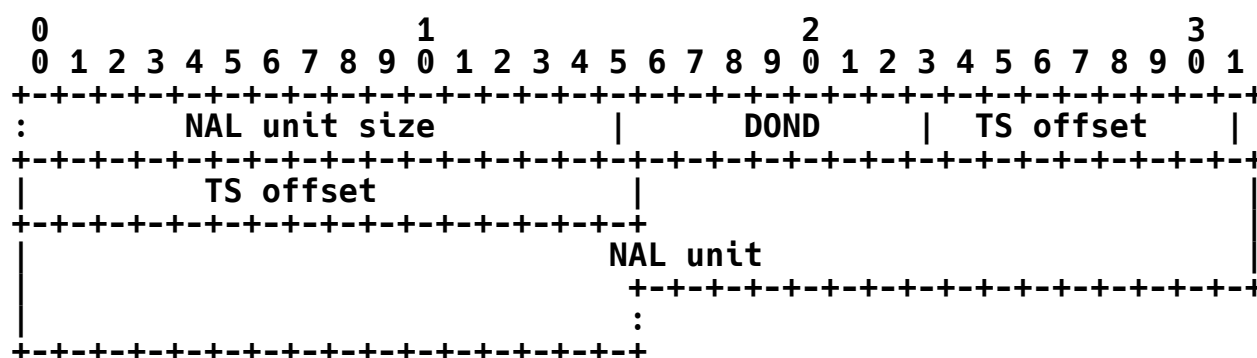 0                   1                   2                   3
0 1 2 3 4 5 6 7 8 9 0 1 2 3 4 5 6 7 8 9 0 1 2 3 4 5 6 7 8 9 0 1
+-+-+-+-+-+-+-+-+-+-+-+-+-+-+-+-+-+-+-+-+-+-+-+-+-+-+-+-+-+-+-+-+
: NAL unit size | DOND | TS offset |
+-+-+-+-+-+-+-+-+-+-+-+-+-+-+-+-+-+-+-+-+-+-+-+-+-+-+-+-+-+-+-+-+
| TS offset | |
+-+-+-+-+-+-+-+-+-+-+-+-+-+-+-+-+ |
| NAL unit |
| +-+-+-+-+-+-+-+-+-+-+-+-+-+-+-+-+
| :
+-+-+-+-+-+-+-+-+-+-+-+-+-+-+-+-+